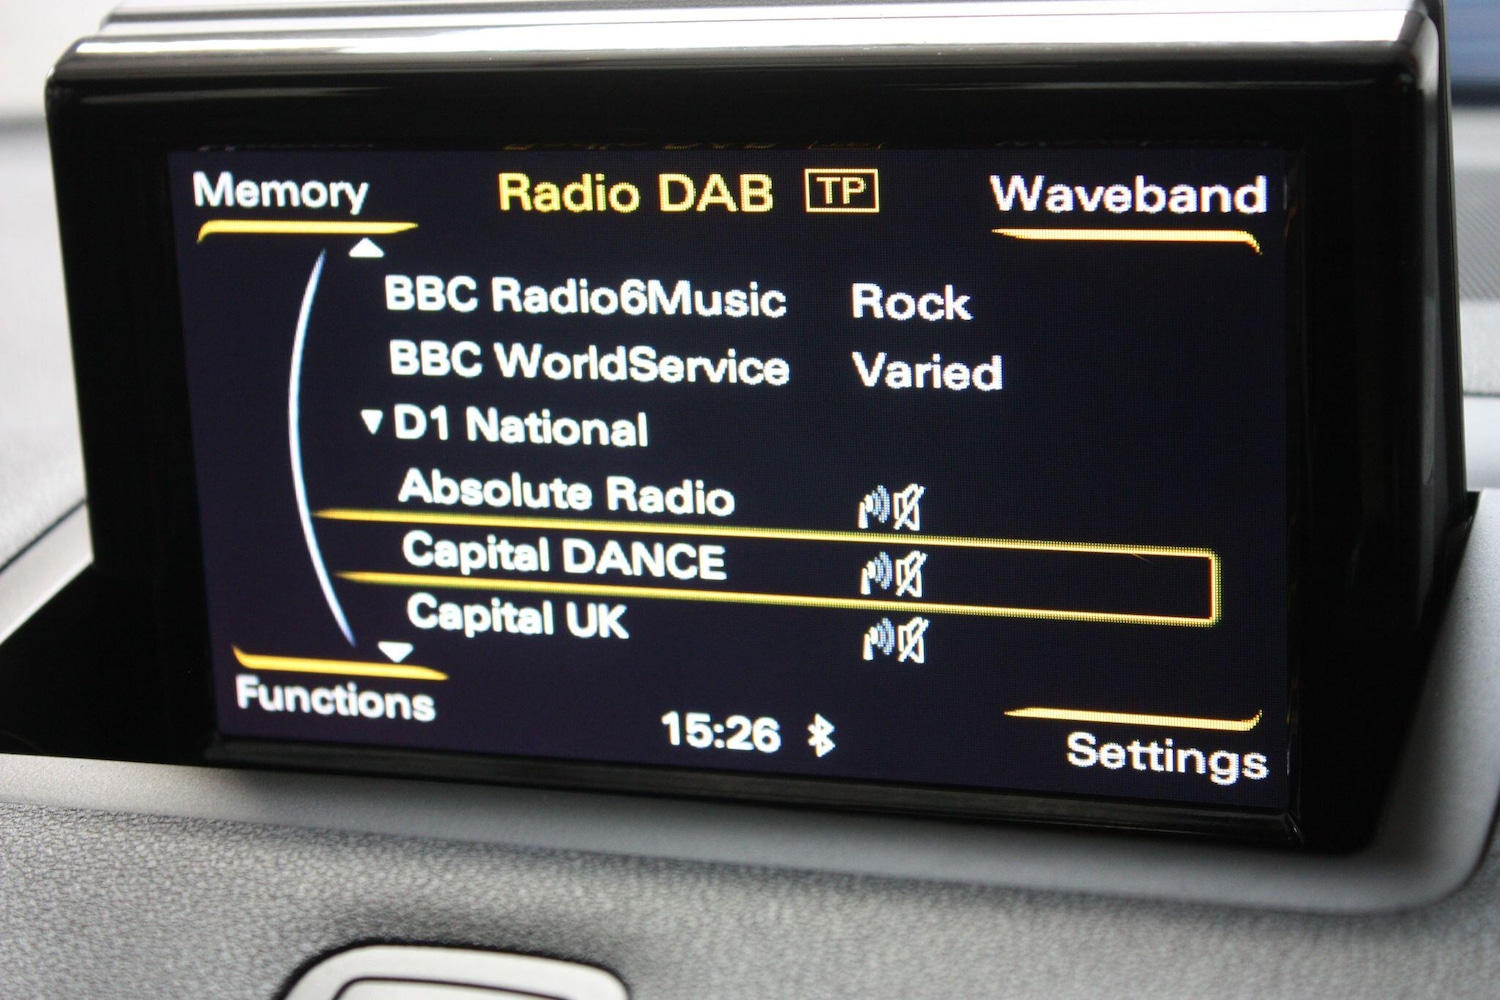 Memory Radio DAB TP Waveband
BBC Radio6Music Rock
BBC WorldService Varied
D1 National
Absolute Radio
Capital DANCE
Capital UK
Functions
15:26
Settings